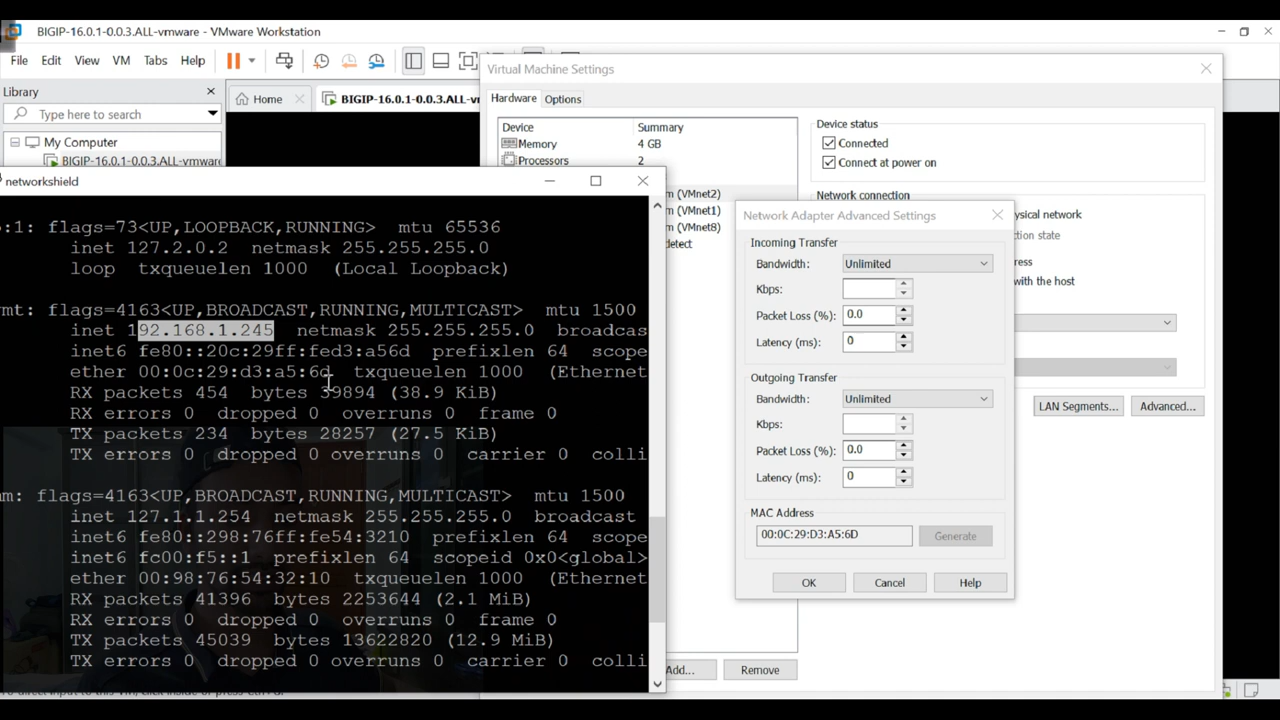 BIGIP-16.0.1-0.0.3.ALL-vmware - VMware Workstation
File Edit View VM Tabs Help
Library
Type here to search
My Computer
BIGIP-16.0.1-0.0.3.ALL-vmware
Home
BIGIP-16.0.1-0.0.3.ALL-vm
Virtual Machine Settings
Hardware Options
Device Summary
Memory 4 GB
Processors 2
m (VMnet2)
m (VMnet1)
m (VMnet8)
detect
Device status
Connected
Connect at power on
Network connection
ysical network
ction state
ress
with the host
LAN Segments... Advanced...
Add... Remove
networkshield
:1: flags=73<UP,LOOPBACK,RUNNING> mtu 65536
inet 127.2.0.2 netmask 255.255.255.0
loop txqueuelen 1000 (Local Loopback)
mt: flags=4163<UP,BROADCAST,RUNNING,MULTICAST> mtu 1500
inet 192.168.1.245 netmask 255.255.255.0 broadcas
inet6 fe80::20c:29ff:fed3:a56d prefixlen 64 scope
ether 00:0c:29:d3:a5:6d txqueuelen 1000 (Ethernet
RX packets 454 bytes 39894 (38.9 KiB)
RX errors 0 dropped 0 overruns 0 frame 0
TX packets 234 bytes 28257 (27.5 KiB)
TX errors 0 dropped 0 overruns 0 carrier 0 colli
m: flags=4163<UP,BROADCAST,RUNNING,MULTICAST> mtu 1500
inet 127.1.1.254 netmask 255.255.255.0 broadcast
inet6 fe80::298:76ff:fe54:3210 prefixlen 64 scope
inet6 fc00:f5::1 prefixlen 64 scopeid 0x0<global>
ether 00:98:76:54:32:10 txqueuelen 1000 (Ethernet
RX packets 41396 bytes 2253644 (2.1 MiB)
RX errors 0 dropped 0 overruns 0 frame 0
TX packets 45039 bytes 13622820 (12.9 MiB)
TX errors 0 dropped 0 overruns 0 carrier 0 colli
Network Adapter Advanced Settings
Incoming Transfer
Bandwidth: Unlimited
Kbps:
Packet Loss (%): 0.0
Latency (ms): 0
Outgoing Transfer
Bandwidth: Unlimited
Kbps:
Packet Loss (%): 0.0
Latency (ms): 0
MAC Address
00:0C:29:D3:A5:6D Generate
OK Cancel Help